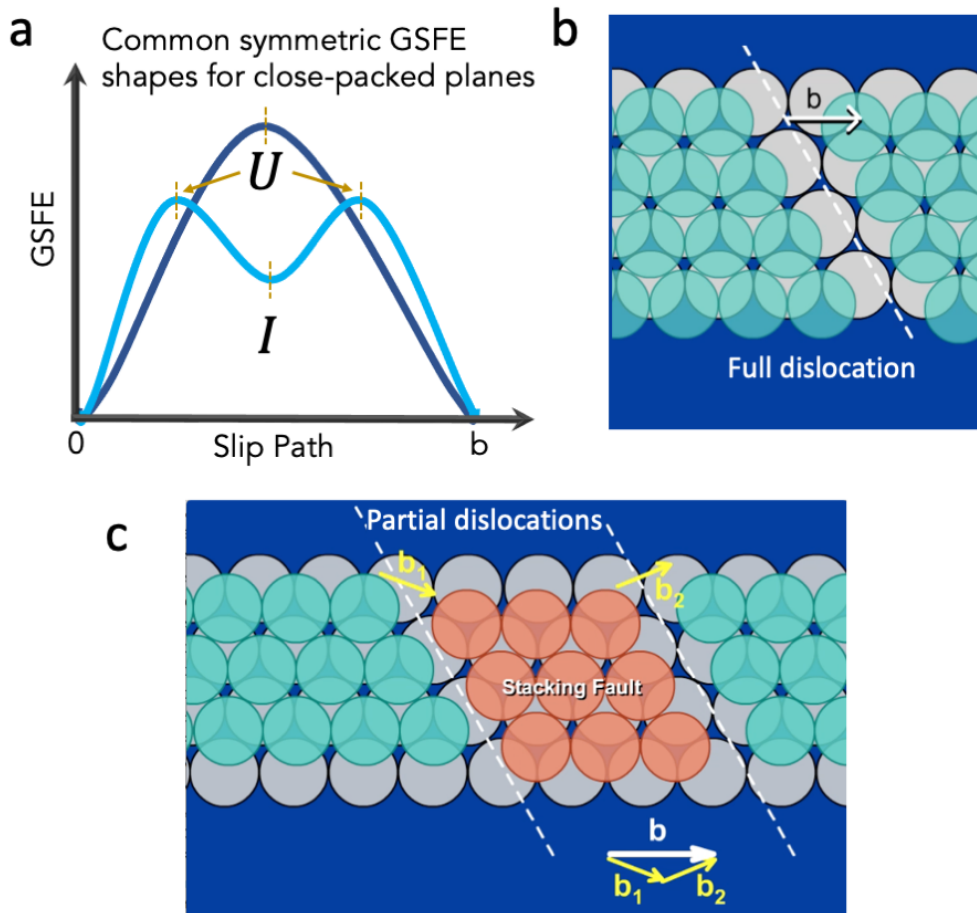 a
Common symmetric GSFE
shapes for close-packed planes
U
I
GSFE
0
Slip Path
b
b
b
Full dislocation
c
Partial dislocations
b₁
b₂
Stacking Fault
b
b₁
b₂